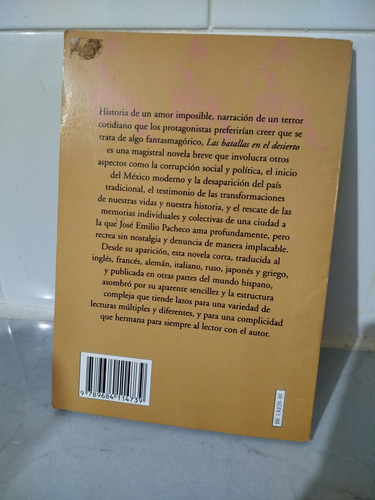 Historia de un amor imposible, narración de un terror
cotidiano que los protagonistas preferirían creer que se
trata de algo fantasmagórico, Las batallas en el desierto
es una magistral novela breve que involucra otros
aspectos como la corrupción social y política, el inicio
del México moderno y la desaparición del país
tradicional, el testimonio de las transformaciones
de nuestras vidas y nuestra historia, y el rescate de las
memorias individuales y colectivas de una ciudad a
la que José Emilio Pacheco ama profundamente, pero
recrea sin nostalgia y denuncia de manera implacable.
Desde su aparición, esta novela corta, traducida al
inglés, francés, alemán, italiano, ruso, japonés y griego,
y publicada en otras partes del mundo hispano,
asombró por su aparente sencillez y la estructura
compleja que tiende lazos para una variedad de
lecturas múltiples y diferentes, y para una complicidad
que hermana para siempre al lector con el autor.
9 789684 114739